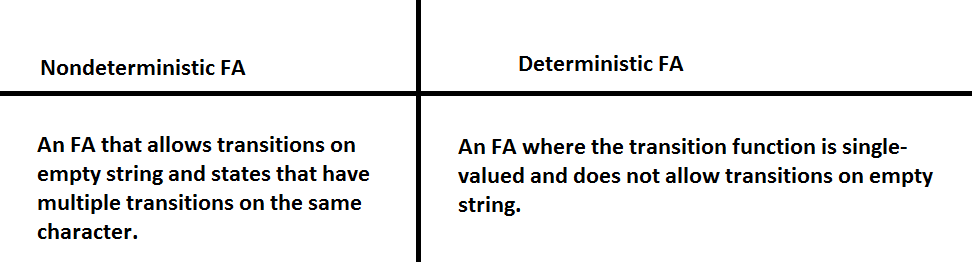 Nondeterministic FA
Deterministic FA
An FA that allows transitions on
empty string and states that have
multiple transitions on the same
character.
An FA where the transition function is single-
valued and does not allow transitions on empty
string.